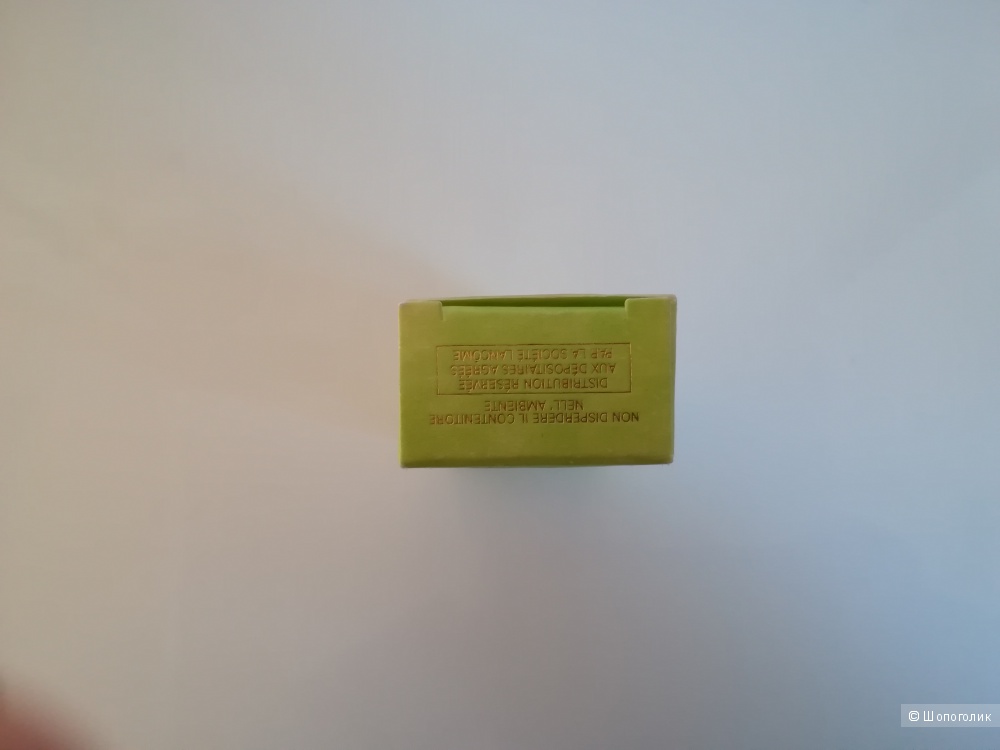 NON DISPERDERE IL CONTENITORE
NELL' AMBIENTE
DISTRIBUTION RÉSERVÉE
AUX DÉPOSITAIRES AGRÉÉS
PAR LA SOCIÉTÉ LANCÔME
© Шопоголик